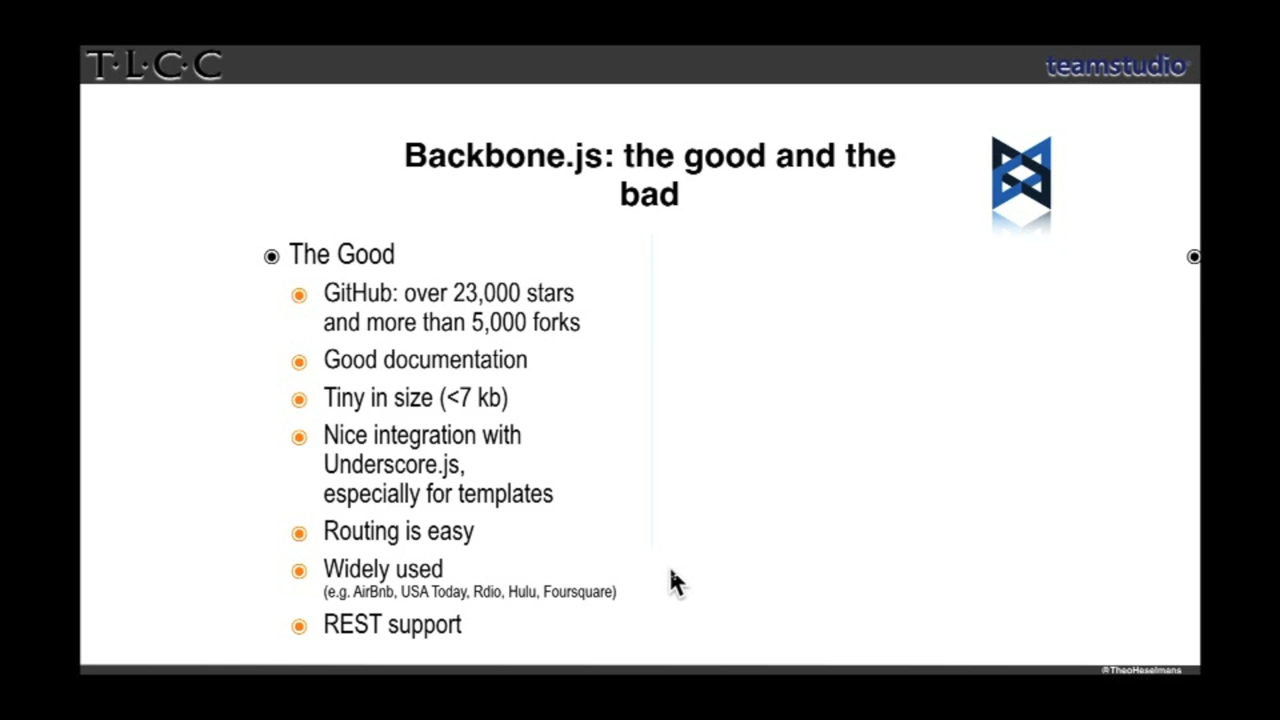 T·L·C·C
teamstudio
Backbone.js: the good and the
bad
The Good
GitHub: over 23,000 stars
and more than 5,000 forks
Good documentation
Tiny in size (<7 kb)
Nice integration with
Underscore.js,
especially for templates
Routing is easy
Widely used
(e.g. AirBnb, USA Today, Rdio, Hulu, Foursquare)
REST support
@TheoHeselmans